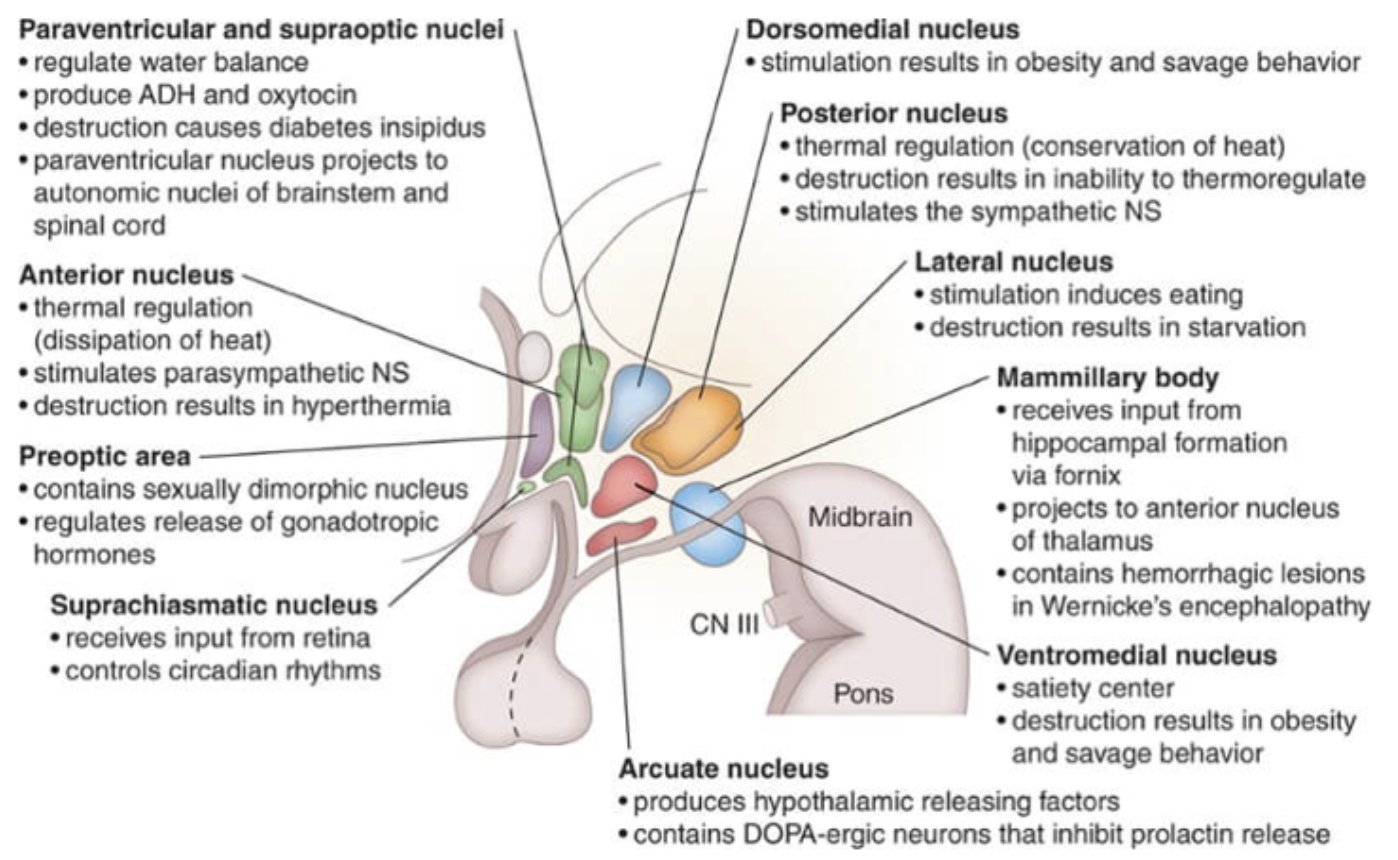 Paraventricular and supraoptic nuclei
• regulate water balance
• produce ADH and oxytocin
• destruction causes diabetes insipidus
• paraventricular nucleus projects to
autonomic nuclei of brainstem and
spinal cord
Anterior nucleus
• thermal regulation
(dissipation of heat)
• stimulates parasympathetic NS
• destruction results in hyperthermia
Preoptic area
• contains sexually dimorphic nucleus
• regulates release of gonadotropic
hormones
Suprachiasmatic nucleus
• receives input from retina
• controls circadian rhythms
Dorsomedial nucleus
• stimulation results in obesity and savage behavior
Posterior nucleus
• thermal regulation (conservation of heat)
• destruction results in inability to thermoregulate
• stimulates the sympathetic NS
Lateral nucleus
• stimulation induces eating
• destruction results in starvation
Mammillary body
• receives input from
hippocampal formation
via fornix
• projects to anterior nucleus
of thalamus
• contains hemorrhagic lesions
in Wernicke's encephalopathy
Midbrain
CN III
Pons
Ventromedial nucleus
• satiety center
• destruction results in obesity
and savage behavior
Arcuate nucleus
• produces hypothalamic releasing factors
• contains DOPA-ergic neurons that inhibit prolactin release